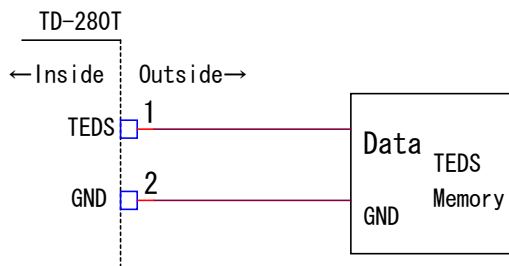 TD-280T
←Inside Outside→
TEDS 1 Data
TEDS
Memory
GND 2 GND